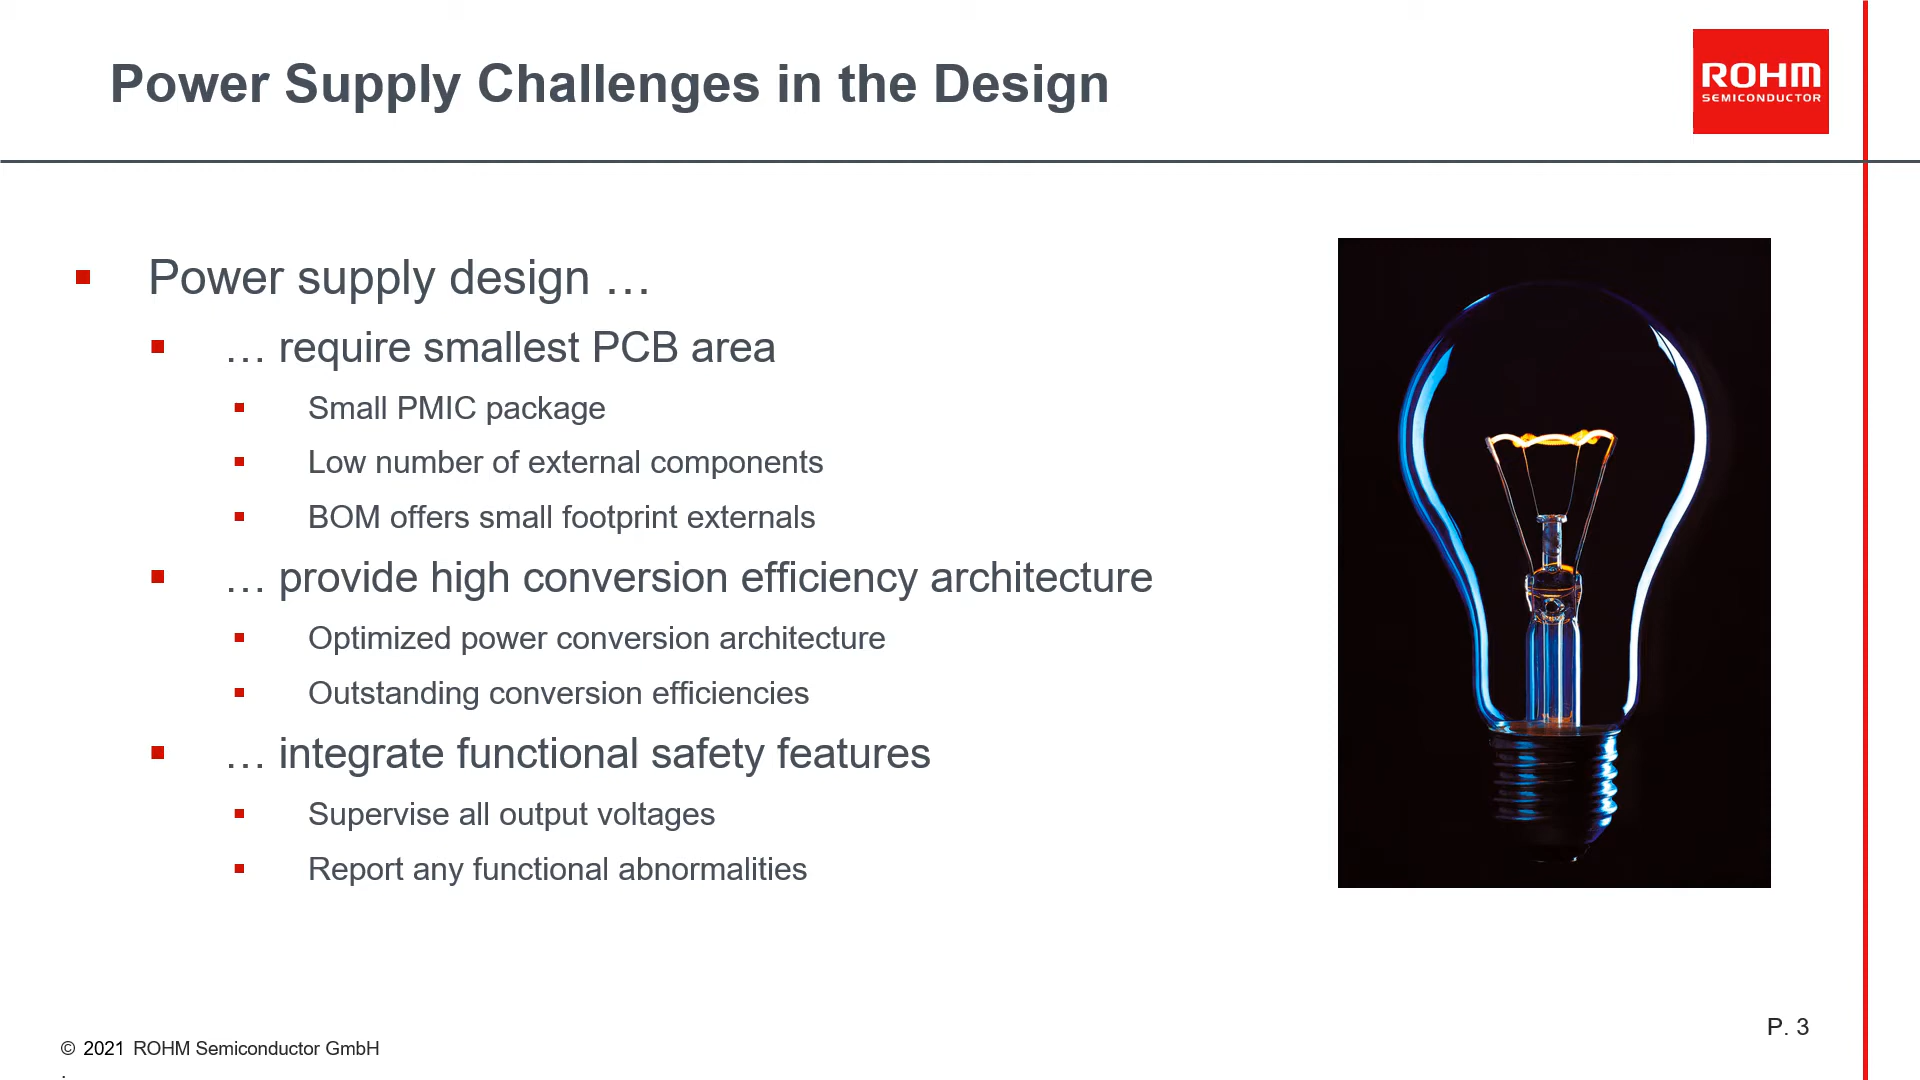 Power Supply Challenges in the Design
ROHM
SEMICONDUCTOR
Power supply design …
… require smallest PCB area
Small PMIC package
Low number of external components
BOM offers small footprint externals
… provide high conversion efficiency architecture
Optimized power conversion architecture
Outstanding conversion efficiencies
… integrate functional safety features
Supervise all output voltages
Report any functional abnormalities
P. 3
© 2021 ROHM Semiconductor GmbH
.